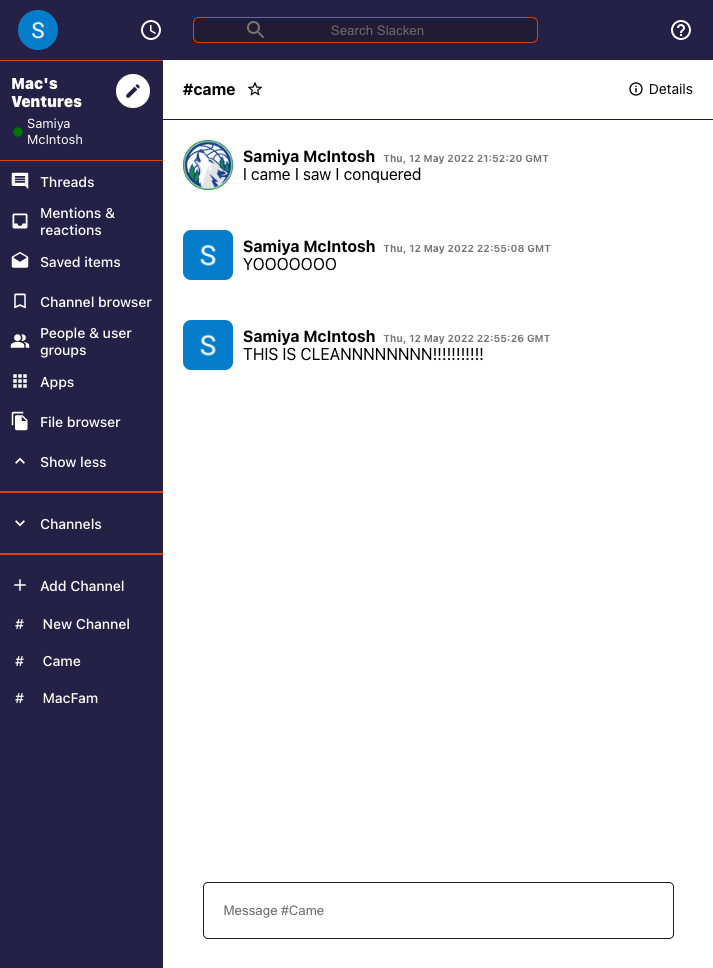 S
Search Slacken
Mac's
Ventures
Samiya
McIntosh
Threads
Mentions &
reactions
Saved items
Channel browser
People & user
groups
Apps
File browser
Show less
Channels
Add Channel
# New Channel
# Came
# MacFam
#came
Details
Samiya McIntosh Thu, 12 May 2022 21:52:20 GMT
I came I saw I conquered
S
Samiya McIntosh Thu, 12 May 2022 22:55:08 GMT
YOOOOOOO
S
Samiya McIntosh Thu, 12 May 2022 22:55:26 GMT
THIS IS CLEANNNNNNNN!!!!!!!!!!!
Message #Came